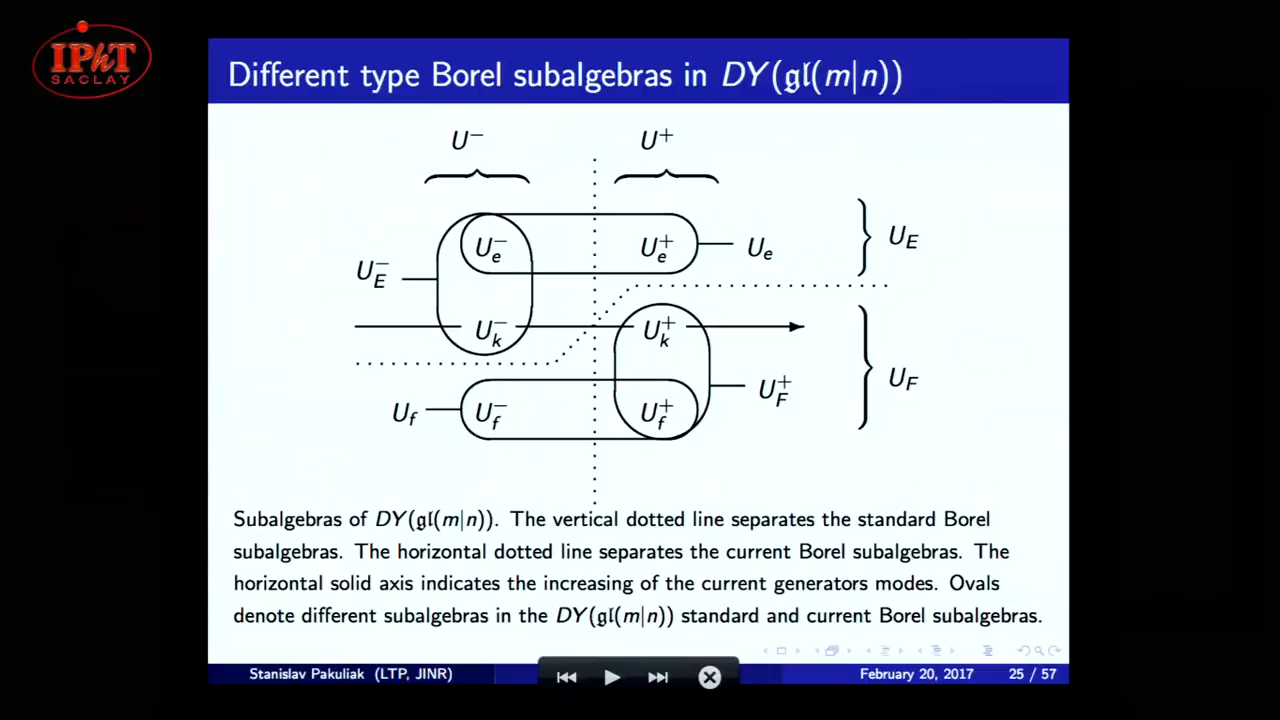 IPhT
SACLAY
Different type Borel subalgebras in DY(𝔤𝔩(m|n))
U⁻ U⁺
U_e⁻ U_e⁺ U_e U_E
U_E⁻
U_k⁻ U_k⁺
U_f U_f⁻ U_f⁺ U_F⁺ U_F
Subalgebras of DY(𝔤𝔩(m|n)). The vertical dotted line separates the standard Borel
subalgebras. The horizontal dotted line separates the current Borel subalgebras. The
horizontal solid axis indicates the increasing of the current generators modes. Ovals
denote different subalgebras in the DY(𝔤𝔩(m|n)) standard and current Borel subalgebras.
Stanislav Pakuliak (LTP, JINR) February 20, 2017 25 / 57